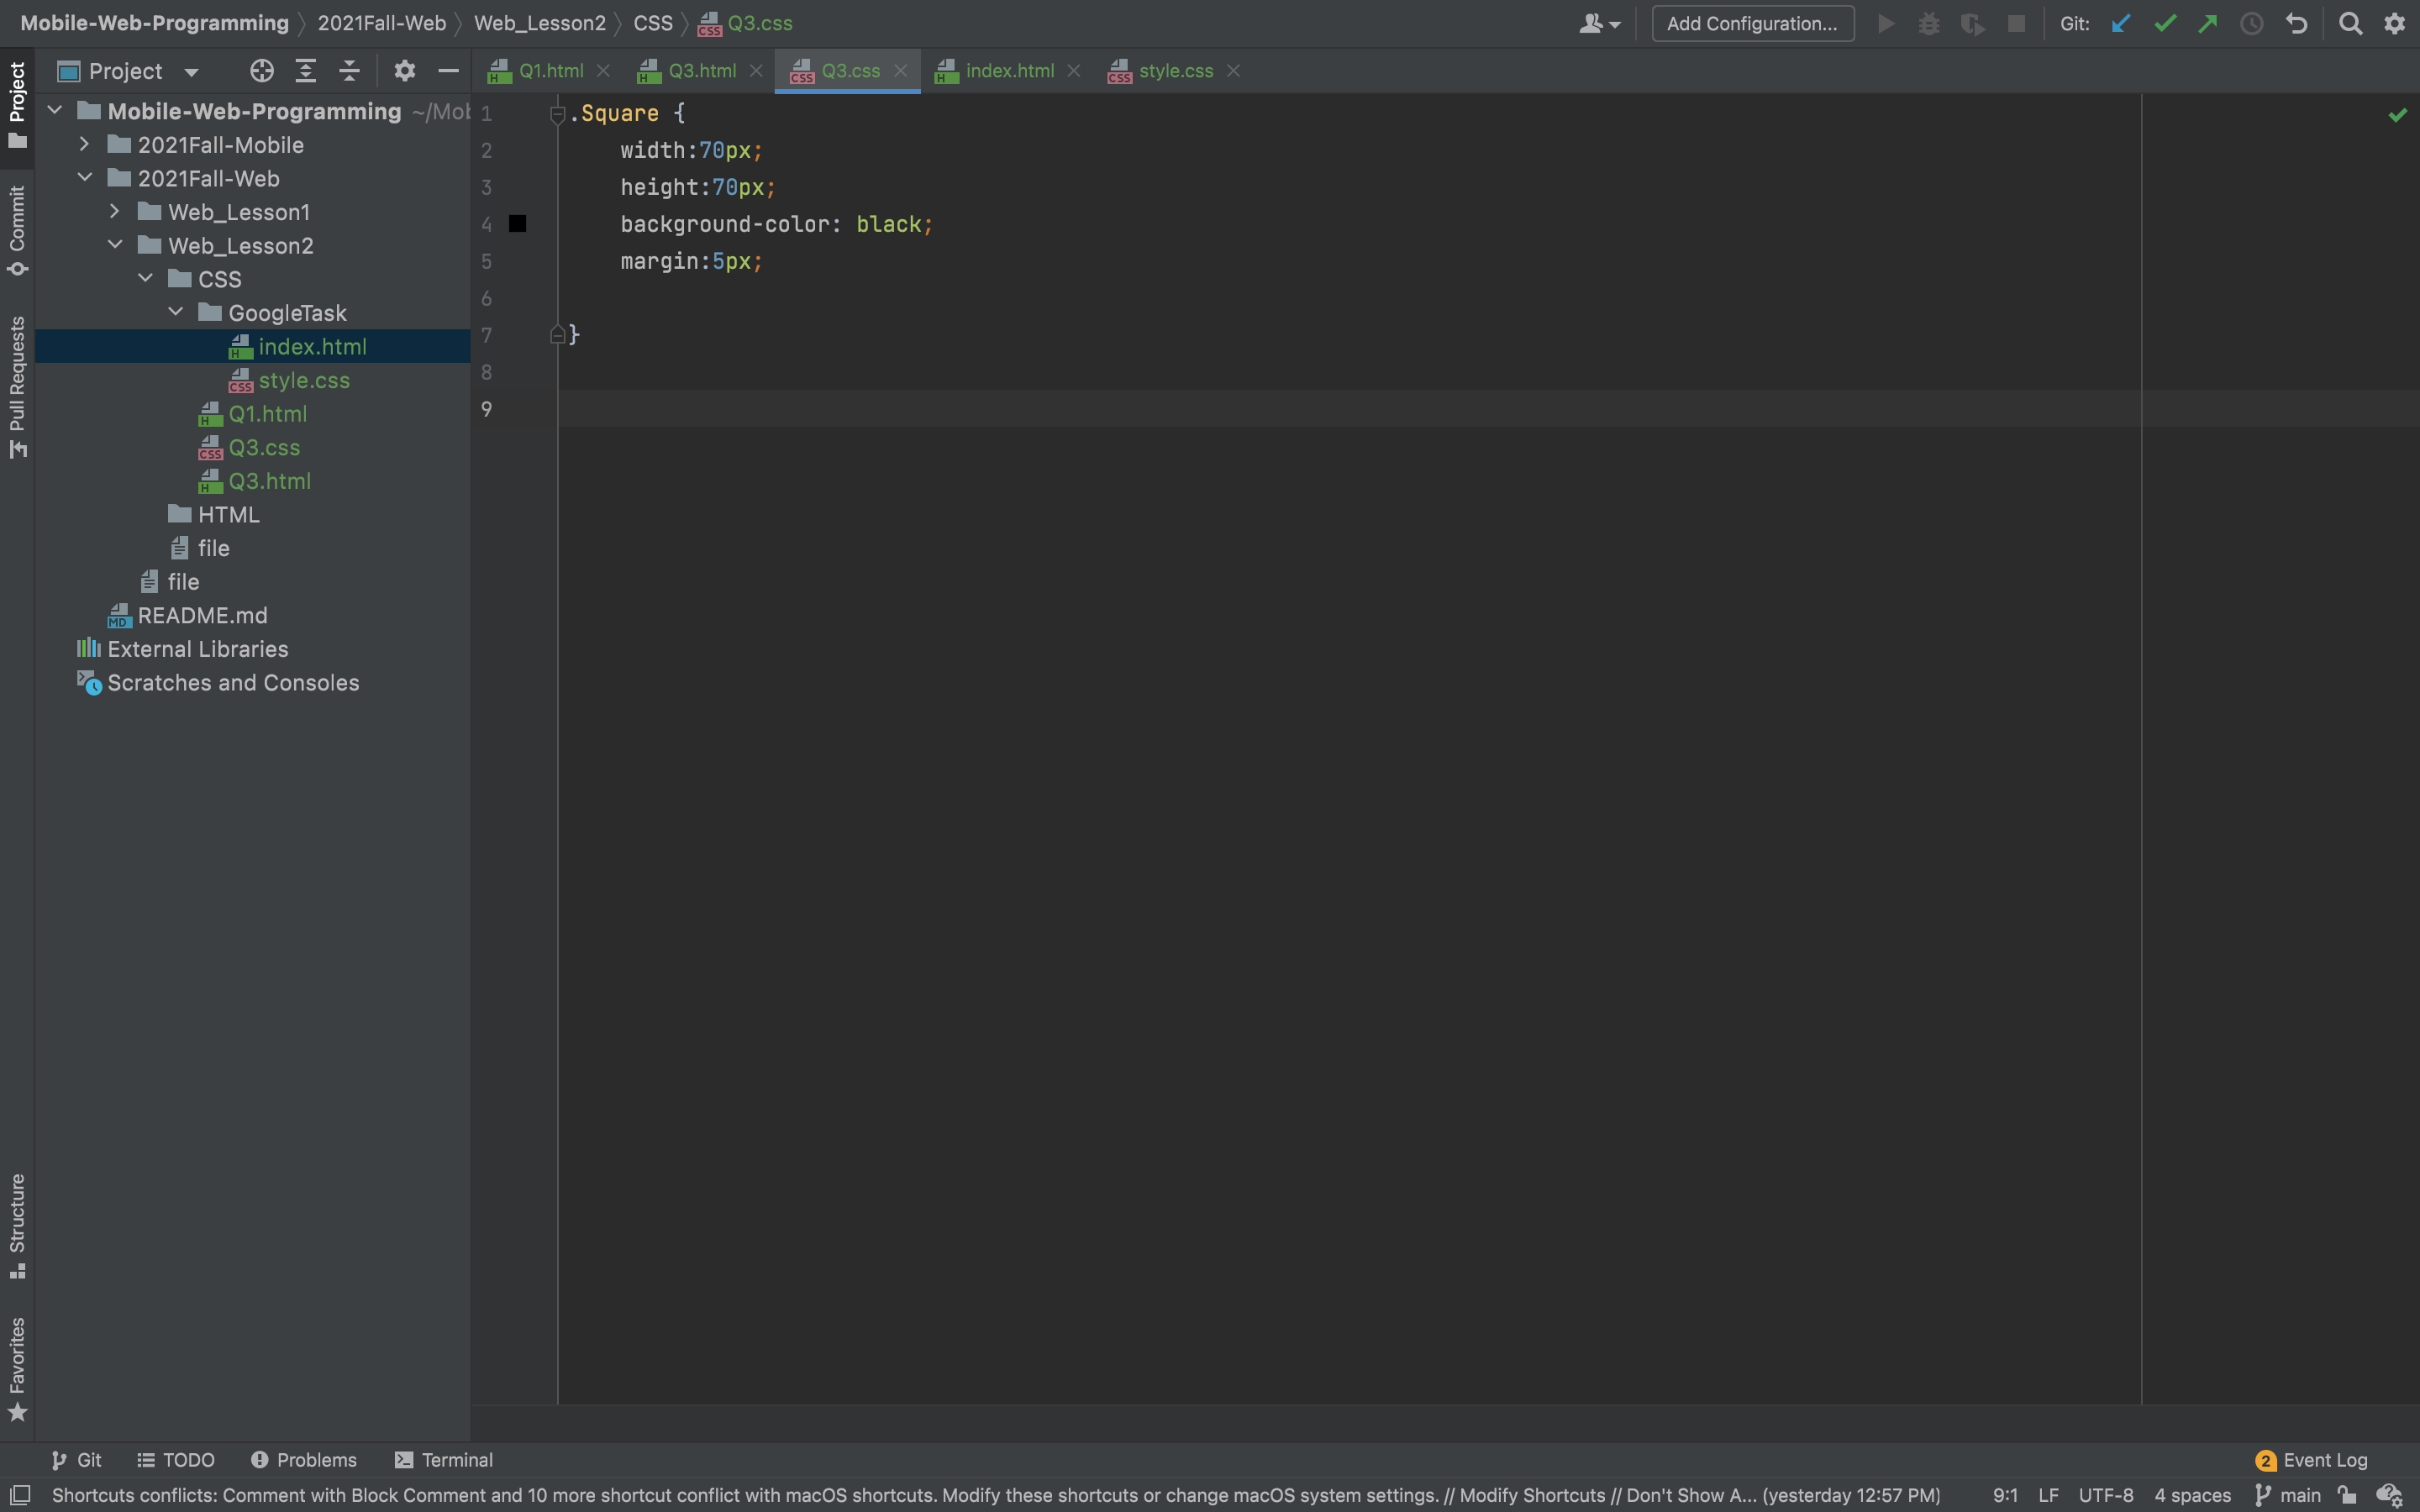 Mobile-Web-Programming 2021Fall-Web Web_Lesson2 CSS Q3.css Add Configuration... Git:
Project Q1.html Q3.html Q3.css index.html style.css
Project
Commit
Pull Requests
Structure
Favorites
Mobile-Web-Programming ~/Mob
2021Fall-Mobile
2021Fall-Web
Web_Lesson1
Web_Lesson2
CSS
GoogleTask
H index.html
CSS style.css
H Q1.html
CSS Q3.css
H Q3.html
HTML
file
file
MD README.md
External Libraries
Scratches and Consoles
1 .Square {
2 width:70px;
3 height:70px;
4 background-color: black;
5 margin:5px;
6
7 }
8
9
Git TODO Problems Terminal 2 Event Log
Shortcuts conflicts: Comment with Block Comment and 10 more shortcut conflict with macOS shortcuts. Modify these shortcuts or change macOS system settings. // Modify Shortcuts // Don't Show A... (yesterday 12:57 PM) 9:1 LF UTF-8 4 spaces main